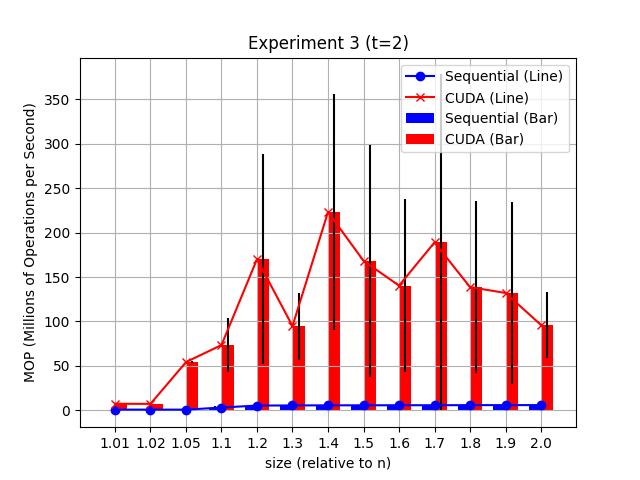 Experiment 3 (t=2)
Sequential (Line)
CUDA (Line)
Sequential (Bar)
CUDA (Bar)
MOP (Millions of Operations per Second)
350
300
250
200
150
100
50
0
1.01 1.02 1.05 1.1 1.2 1.3 1.4 1.5 1.6 1.7 1.8 1.9 2.0
size (relative to n)